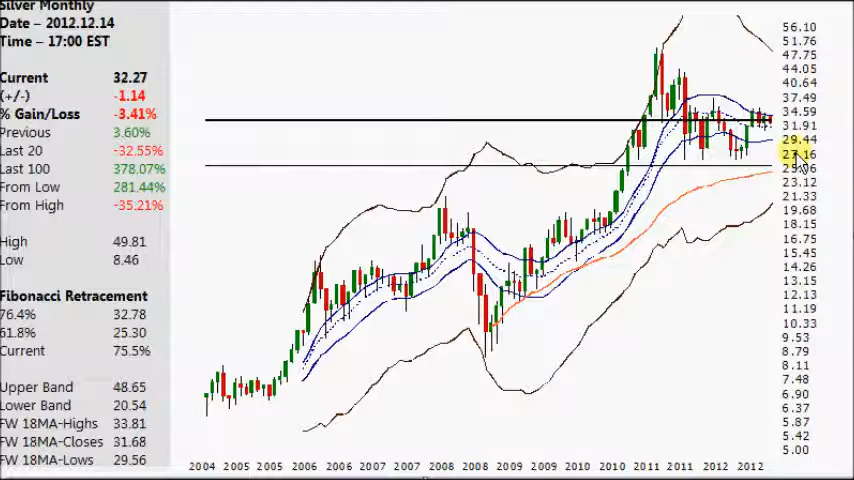 Silver Monthly
Date – 2012.12.14
Time – 17:00 EST
Current 32.27
(+/-) -1.14
% Gain/Loss -3.41%
Previous 3.60%
Last 20 -32.55%
Last 100 378.07%
From Low 281.44%
From High -35.21%
High 49.81
Low 8.46
Fibonacci Retracement
76.4% 32.78
61.8% 25.30
Current 75.5%
Upper Band 48.65
Lower Band 20.54
FW 18MA-Highs 33.81
FW 18MA-Closes 31.68
FW 18MA-Lows 29.56
56.10
51.76
47.75
44.05
40.64
37.49
34.59
31.91
29.44
27.16
23.12
21.33
19.68
18.15
16.75
15.45
14.26
13.15
12.13
11.19
10.33
9.53
8.79
8.11
7.48
6.90
6.37
5.87
5.42
5.00
2004 2005 2005 2006 2006 2007 2007 2008 2008 2009 2009 2010 2010 2011 2011 2012 2012